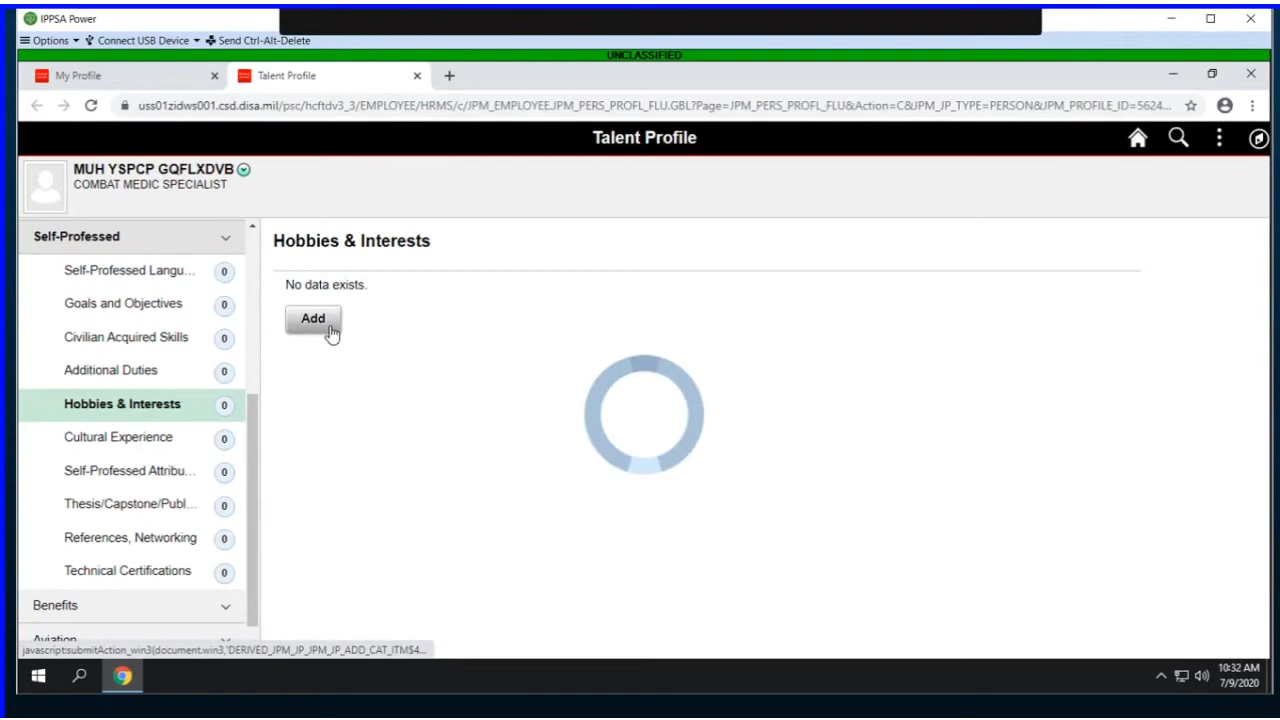 IPPSA Power
Options Connect USB Device Send Ctrl-Alt-Delete
UNCLASSIFIED
My Profile
Talent Profile
uss01zidws001.csd.disa.mil/psc/hcftdv3_3/EMPLOYEE/HRMS/c/JPM_EMPLOYEE.JPM_PERS_PROFL_FLU.GBL?Page=JPM_PERS_PROFL_FLU&Action=C&JPM_JP_TYPE=PERSON&JPM_PROFILE_ID=5624...
Talent Profile
MUH YSPCP GQFLXDVB
COMBAT MEDIC SPECIALIST
Self-Professed
Self-Professed Langu... 0
Goals and Objectives 0
Civilian Acquired Skills 0
Additional Duties 0
Hobbies & Interests 0
Cultural Experience 0
Self-Professed Attribu... 0
Thesis/Capstone/Publ... 0
References, Networking 0
Technical Certifications 0
Benefits
Aviation
Hobbies & Interests
No data exists.
Add
javascript:submitAction_win3(document.win3,'DERIVED_JPM_JP_JPM_JP_ADD_CAT_ITM$4...
10:32 AM
7/9/2020